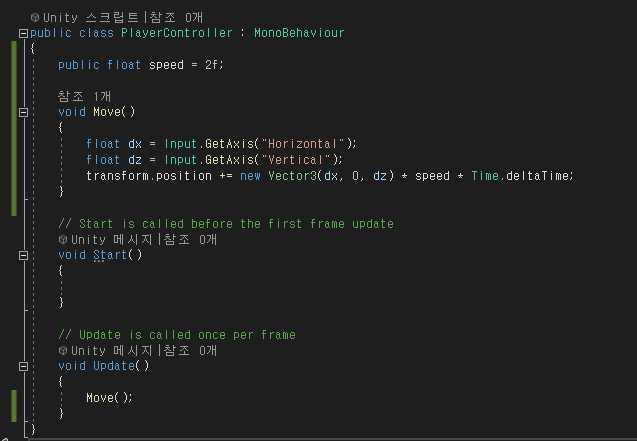 Unity 스크립트|참조 0개
public class PlayerController : MonoBehaviour
{
public float speed = 2f;
참조 1개
void Move()
{
float dx = Input.GetAxis("Horizontal");
float dz = Input.GetAxis("Vertical");
transform.position += new Vector3(dx, 0, dz) * speed * Time.deltaTime;
}
// Start is called before the first frame update
Unity 메시지|참조 0개
void Start()
{
}
// Update is called once per frame
Unity 메시지|참조 0개
void Update()
{
Move();
}
}